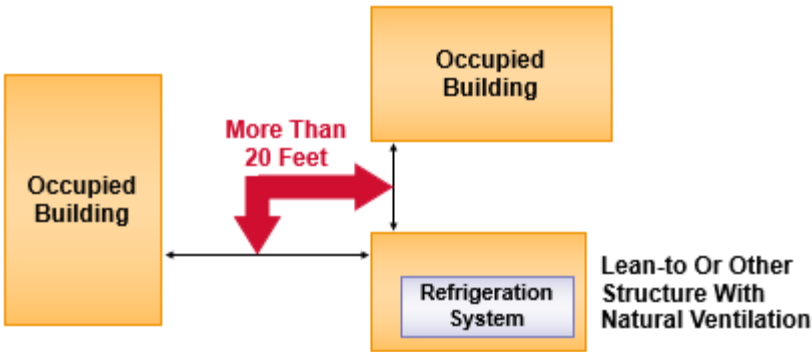 Occupied
Building
More Than
20 Feet
Occupied
Building
Refrigeration
System
Lean-to Or Other
Structure With
Natural Ventilation